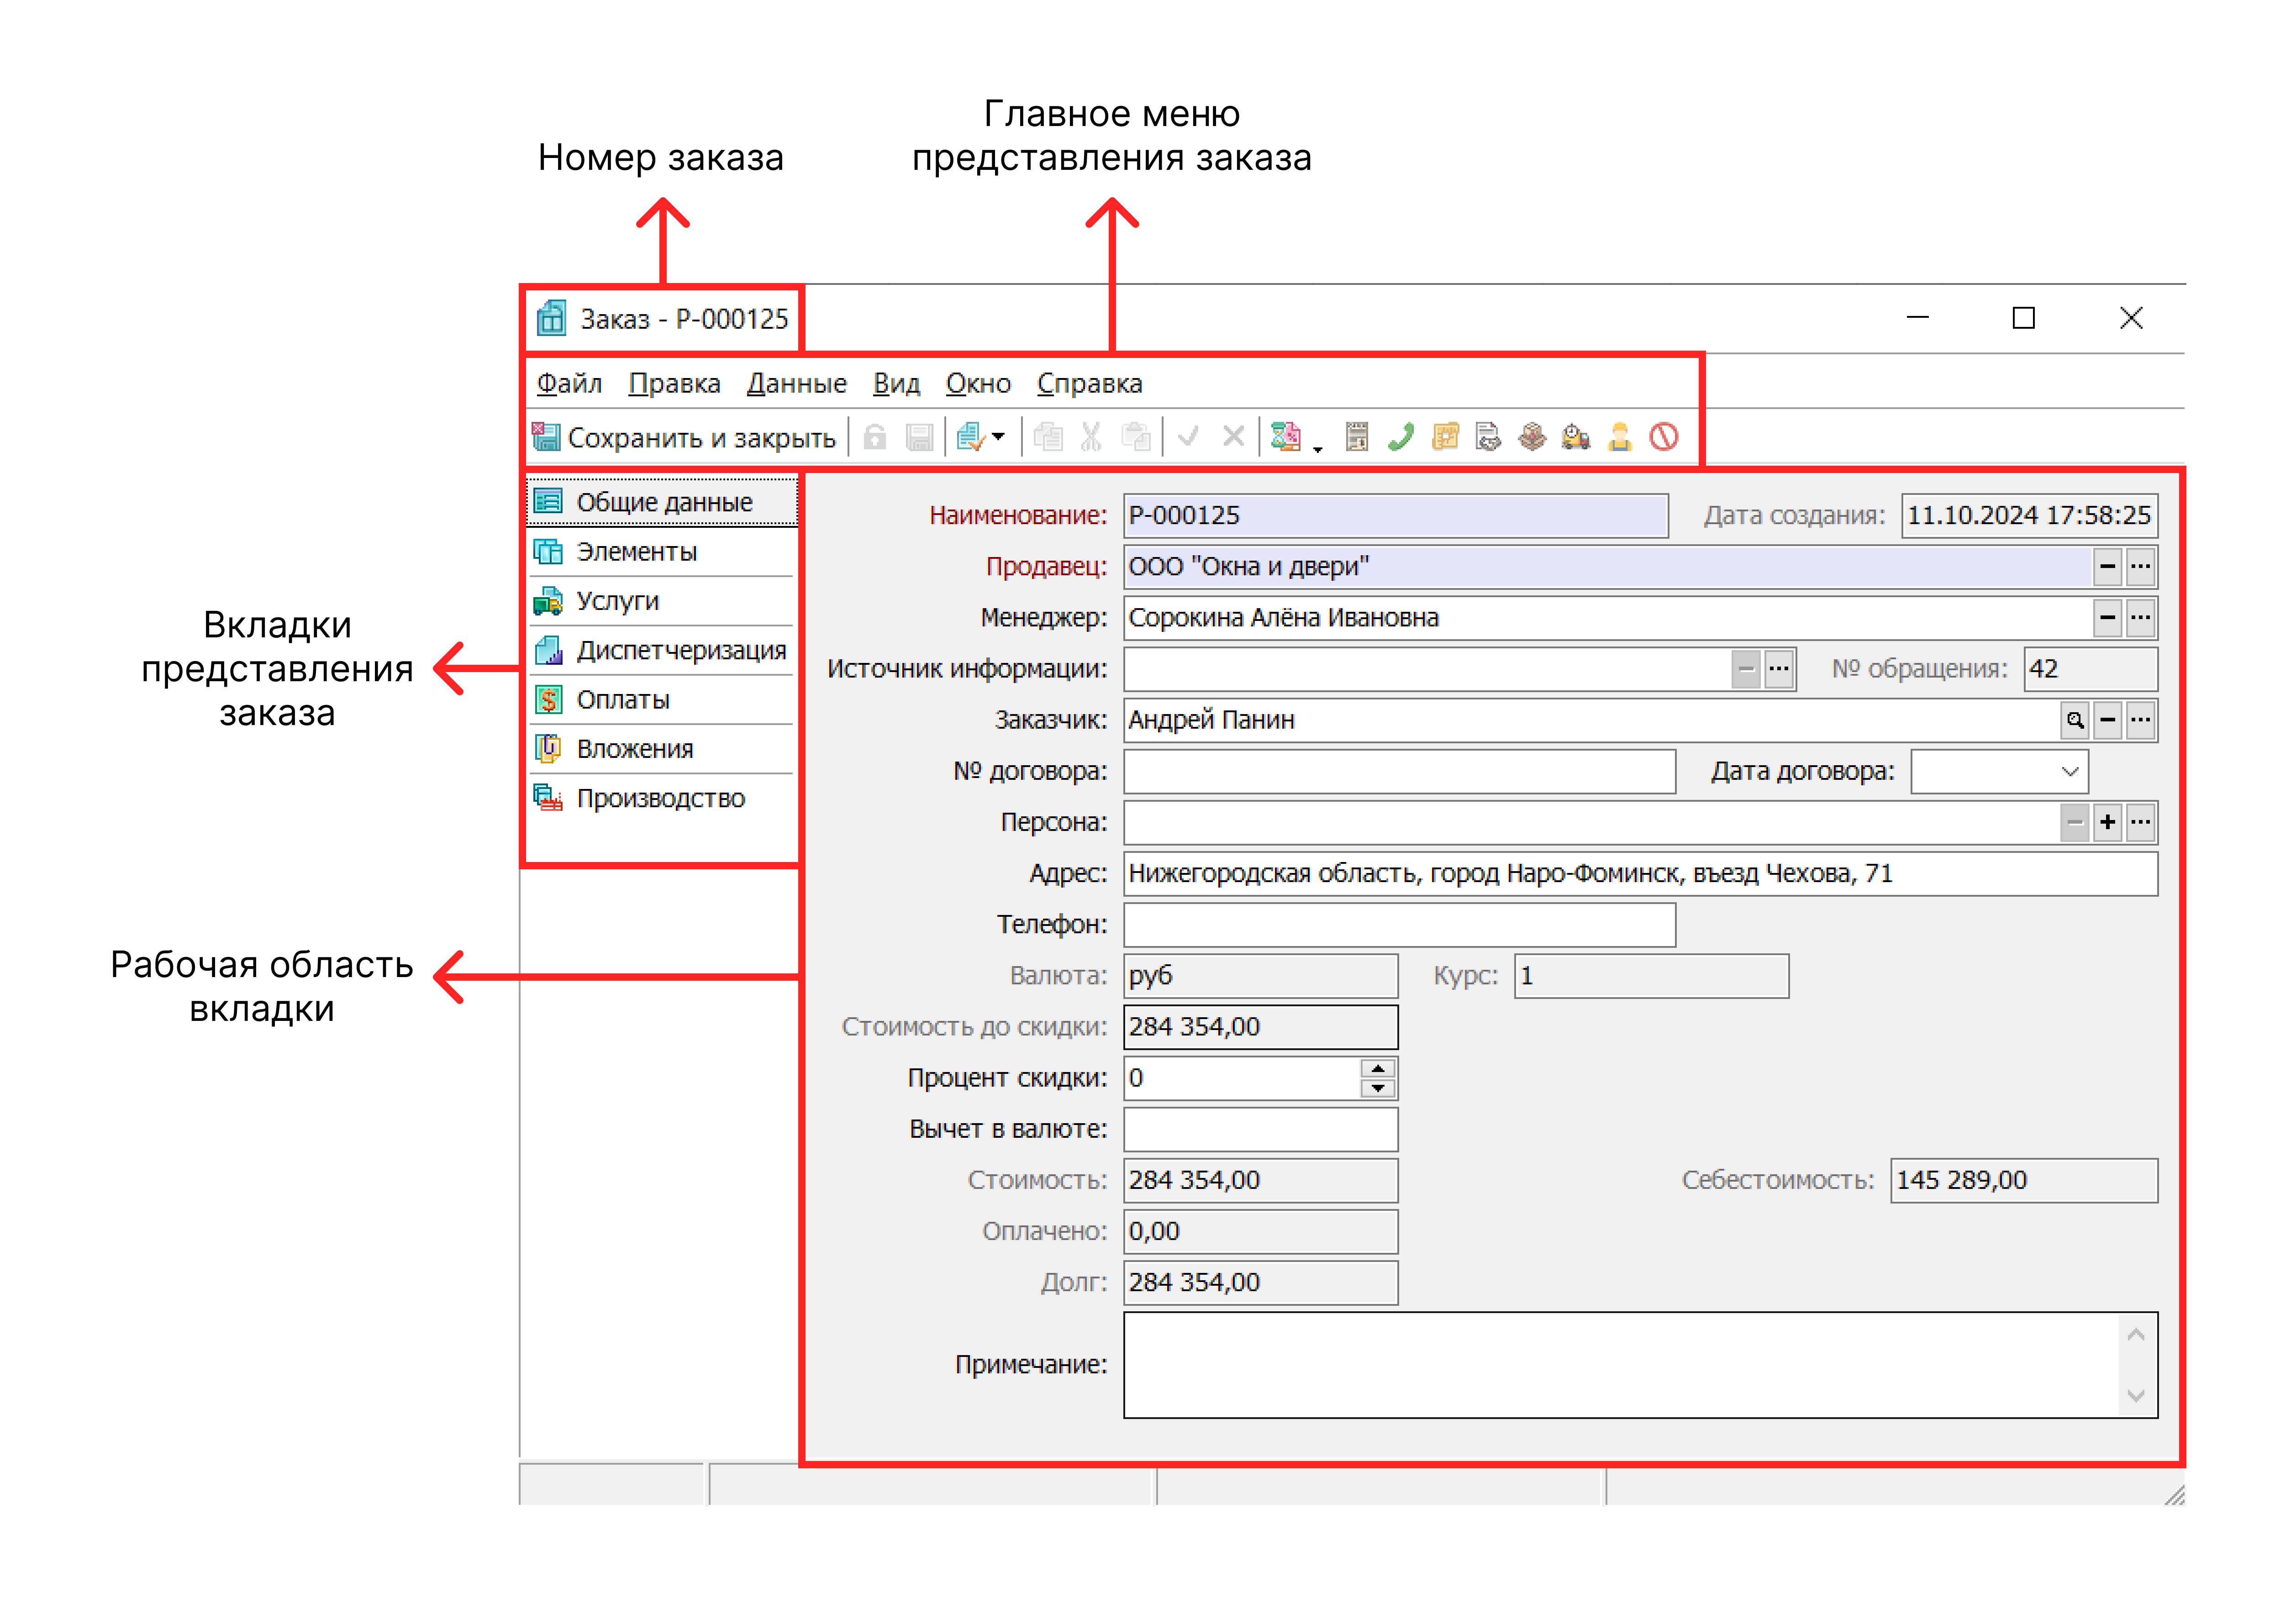 Главное меню
представления заказа
Номер заказа
Заказ - Р-000125
Файл Правка Данные Вид Окно Справка
Сохранить и закрыть
Вкладки
представления
заказа
Рабочая область
вкладки
Общие данные
Элементы
Услуги
Диспетчеризация
Оплаты
Вложения
Производство
Наименование: Р-000125 Дата создания: 11.10.2024 17:58:25
Продавец: ООО "Окна и двери"
Менеджер: Сорокина Алёна Ивановна
Источник информации: № обращения: 42
Заказчик: Андрей Панин
№ договора: Дата договора:
Персона:
Адрес: Нижегородская область, город Наро-Фоминск, въезд Чехова, 71
Телефон:
Валюта: руб Курс: 1
Стоимость до скидки: 284 354,00
Процент скидки: 0
Вычет в валюте:
Стоимость: 284 354,00 Себестоимость: 145 289,00
Оплачено: 0,00
Долг: 284 354,00
Примечание: